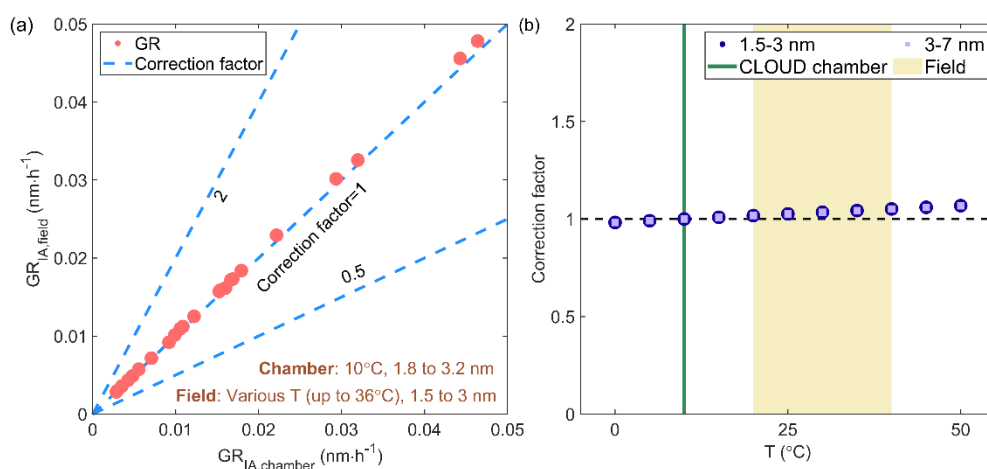 (a)
GR
Correction factor
0.05
0.04
0.03
0.02
0.01
0
GR_IA,field (nm·h⁻¹)
2
Correction factor=1
0.5
Chamber: 10°C, 1.8 to 3.2 nm
Field: Various T (up to 36°C), 1.5 to 3 nm
0 0.01 0.02 0.03 0.04 0.05
GR_IA,chamber (nm·h⁻¹)
(b)
1.5-3 nm 3-7 nm
CLOUD chamber Field
2
1.5
1
0.5
0
Correction factor
0 25 50
T (°C)